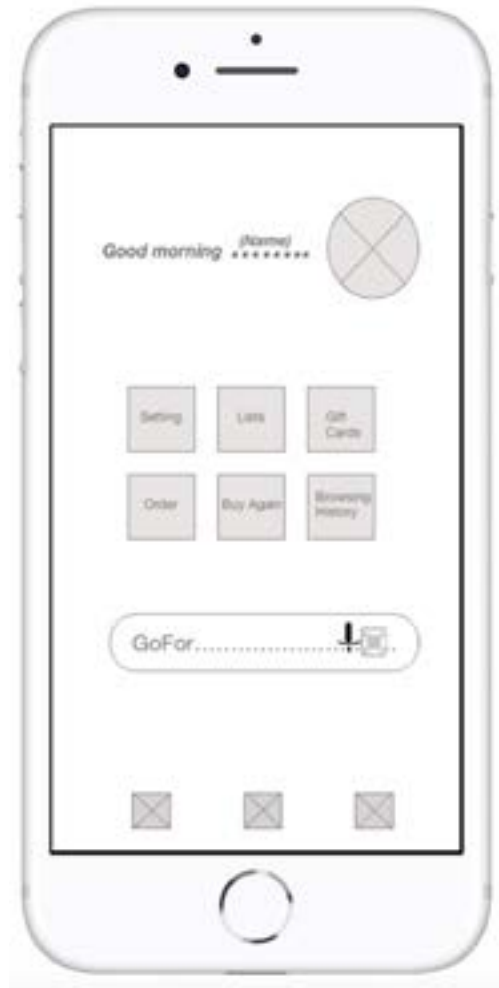 Good morning (Name) ........
Setting
Lists
Gift
Cards
Order
Buy Again
Browsing
History
GoFor........................